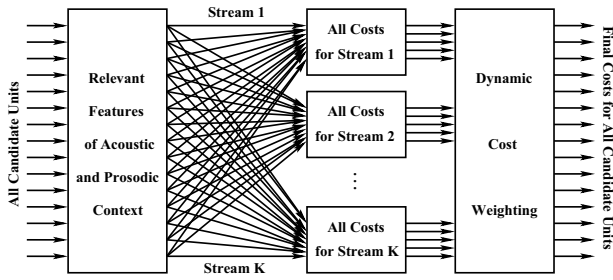 All Candidate Units
Relevant
Features
of Acoustic
and Prosodic
Context
Stream 1
Stream K
All Costs
for Stream 1
All Costs
for Stream 2
...
All Costs
for Stream K
Dynamic
Cost
Weighting
Final Costs for All Candidate Units